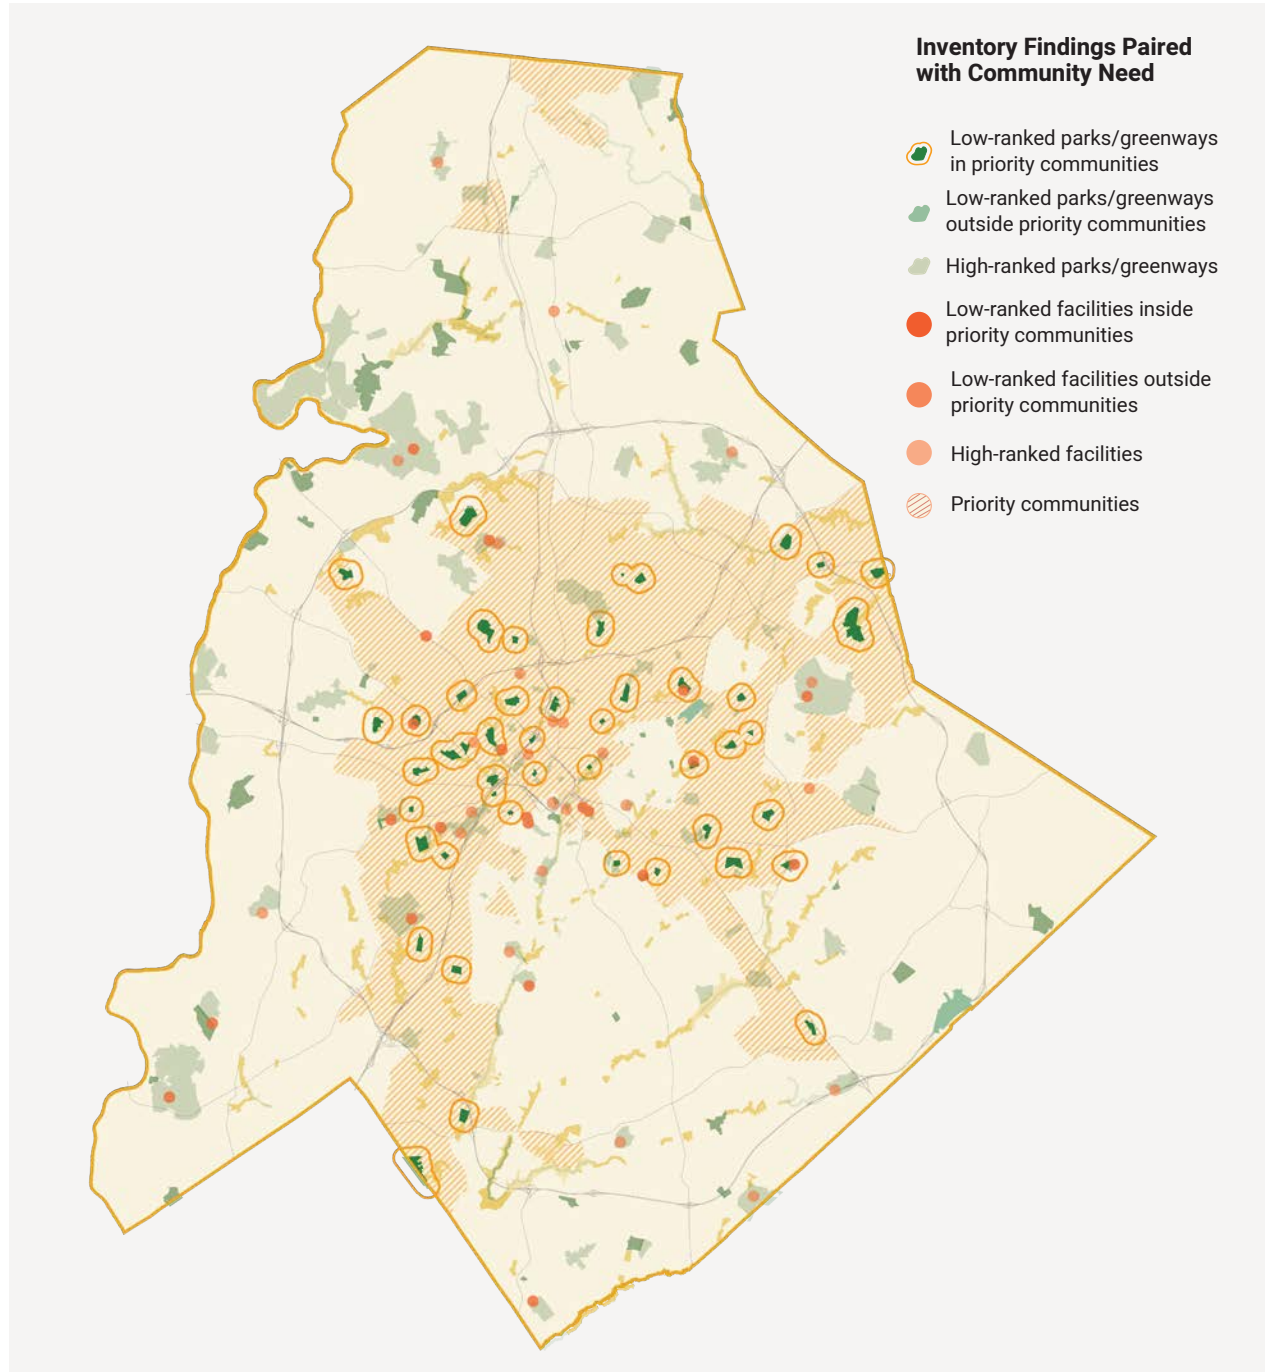 Inventory Findings Paired
with Community Need
Low-ranked parks/greenways
in priority communities
Low-ranked parks/greenways
outside priority communities
High-ranked parks/greenways
Low-ranked facilities inside
priority communities
Low-ranked facilities outside
priority communities
High-ranked facilities
Priority communities